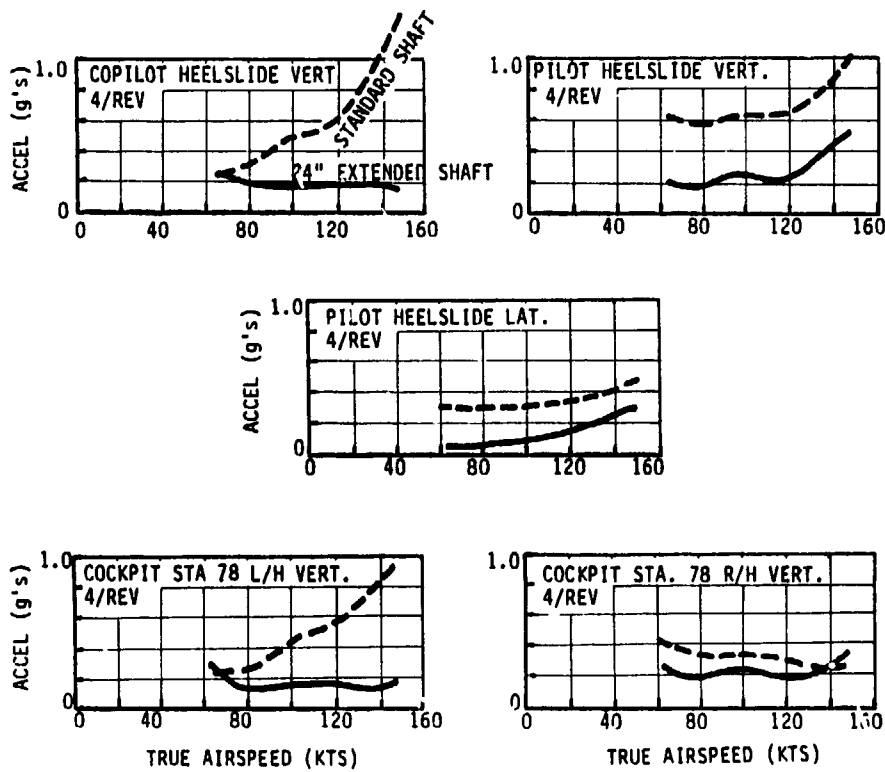 COPILOT HEELSLIDE VERT
4/REV
1.0
ACCEL (g's)
0
STANDARD SHAFT
24" EXTENDED SHAFT
0 40 80 120 160
PILOT HEELSLIDE VERT.
4/REV
1.0
0
0 40 80 120 160
PILOT HEELSLIDE LAT.
4/REV
1.0
ACCEL (g's)
0
0 40 80 120 160
COCKPIT STA 78 L/H VERT.
4/REV
1.0
ACCEL (g's)
0
0 40 80 120 160
TRUE AIRSPEED (KTS)
COCKPIT STA. 78 R/H VERT.
4/REV
1.0
0
0 40 80 120 160
TRUE AIRSPEED (KTS)